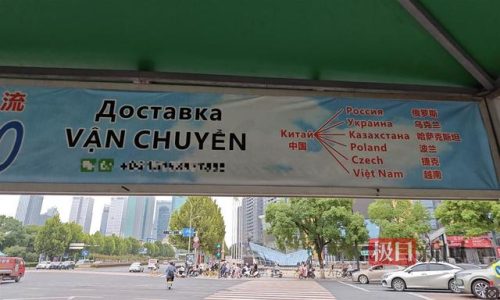 流
Доставка
VẬN CHUYỂN
Китай
中国
Россия 俄罗斯
Украина 乌克兰
Казахстана 哈萨克斯坦
Poland 波兰
Czech 捷克
Việt Nam 越南
极目